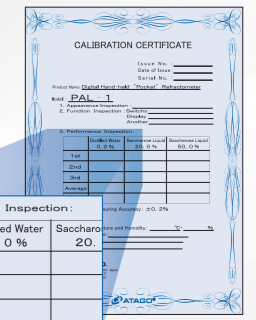 CALIBRATION CERTIFICATE
Issue No. :
Date of Issue:
Serial No. :
Product Name: Digital Hand-held "Pocket" Refractometer
Model: PAL - 1
1. Appearance Inspection :
2. Function Inspection : Switchs
Display
Another
3. Performance Inspection:
Distilled Water Saccharose Liquid Saccharose Liquid
0.0% 20.0% 50.0%
1st
2nd
3rd
Average
uring Accuracy: ±0.2%
ture and Humidity : °C: %
Inspection:
ed Water Saccharo
0% 20.
ATAGO